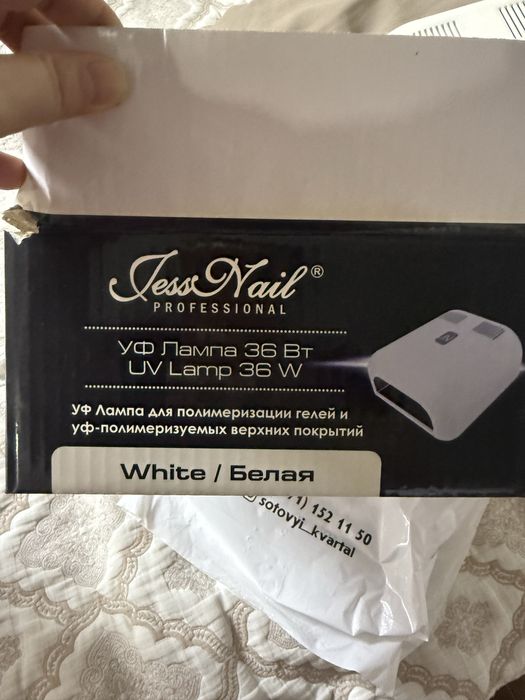 JessNail®
PROFESSIONAL
УФ Лампа 36 Вт
UV Lamp 36 W
Уф Лампа для полимеризации гелей и
уф-полимеризуемых верхних покрытий
White / Белая
71) 152 11 50
sotovyi_kvartal